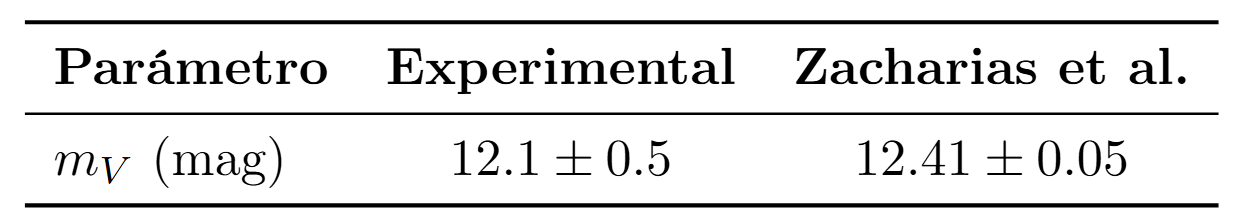 Parámetro Experimental Zacharias et al.
m_V (mag) 12.1 ± 0.5 12.41 ± 0.05